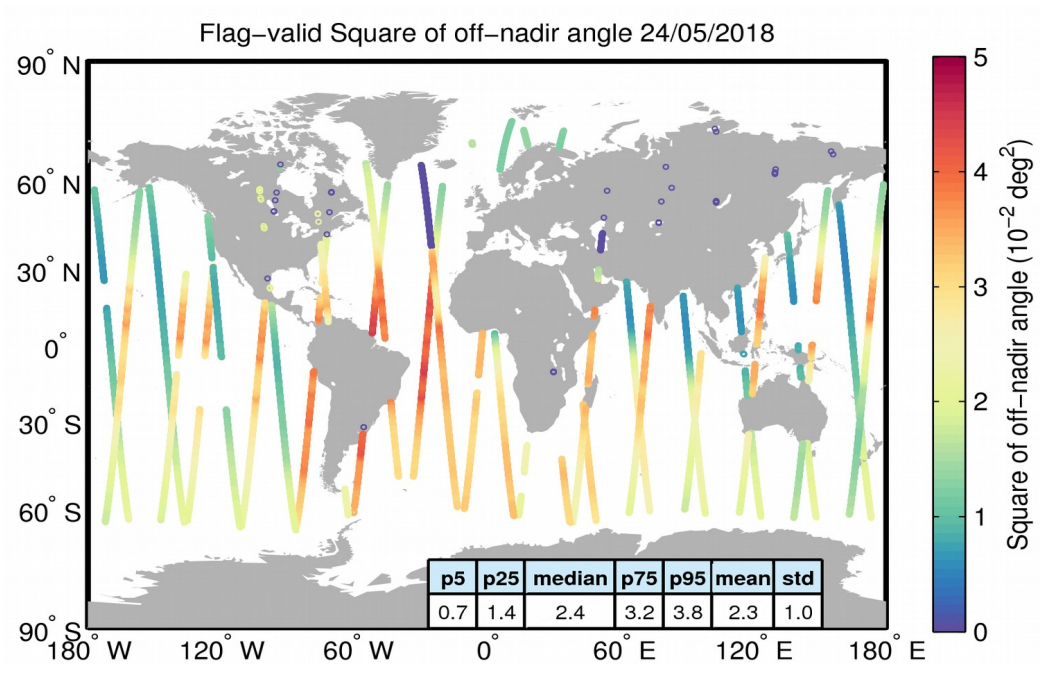 Flag−valid Square of off−nadir angle 24/05/2018
90° N
60° N
30° N
0°
30° S
60° S
90° S
180° W
120° W
60° W
0°
60° E
120° E
180° E
p5 p25 median p75 p95 mean std
0.7 1.4 2.4 3.2 3.8 2.3 1.0
5
4
3
2
1
0
Square of off−nadir angle (10⁻² deg²)